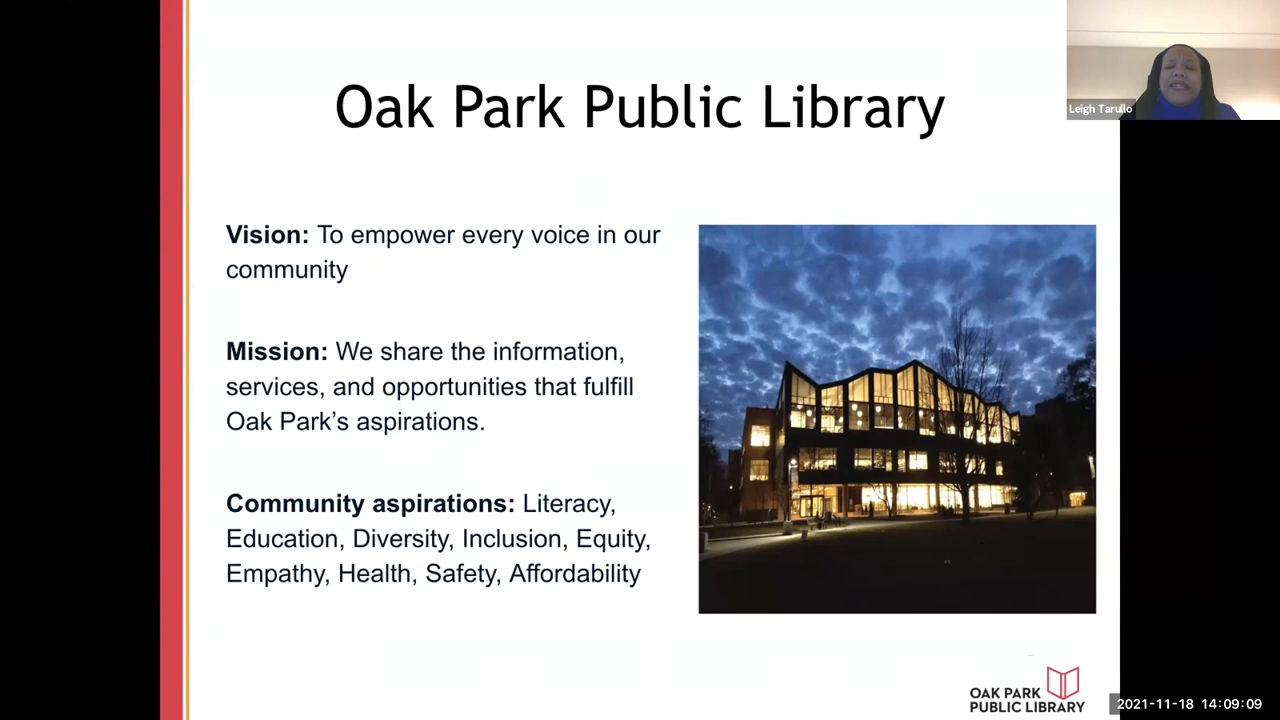 Oak Park Public Library
Leigh Tarullo
Vision: To empower every voice in our
community
Mission: We share the information,
services, and opportunities that fulfill
Oak Park’s aspirations.
Community aspirations: Literacy,
Education, Diversity, Inclusion, Equity,
Empathy, Health, Safety, Affordability
OAK PARK
PUBLIC LIBRARY
2021-11-18 14:09:09